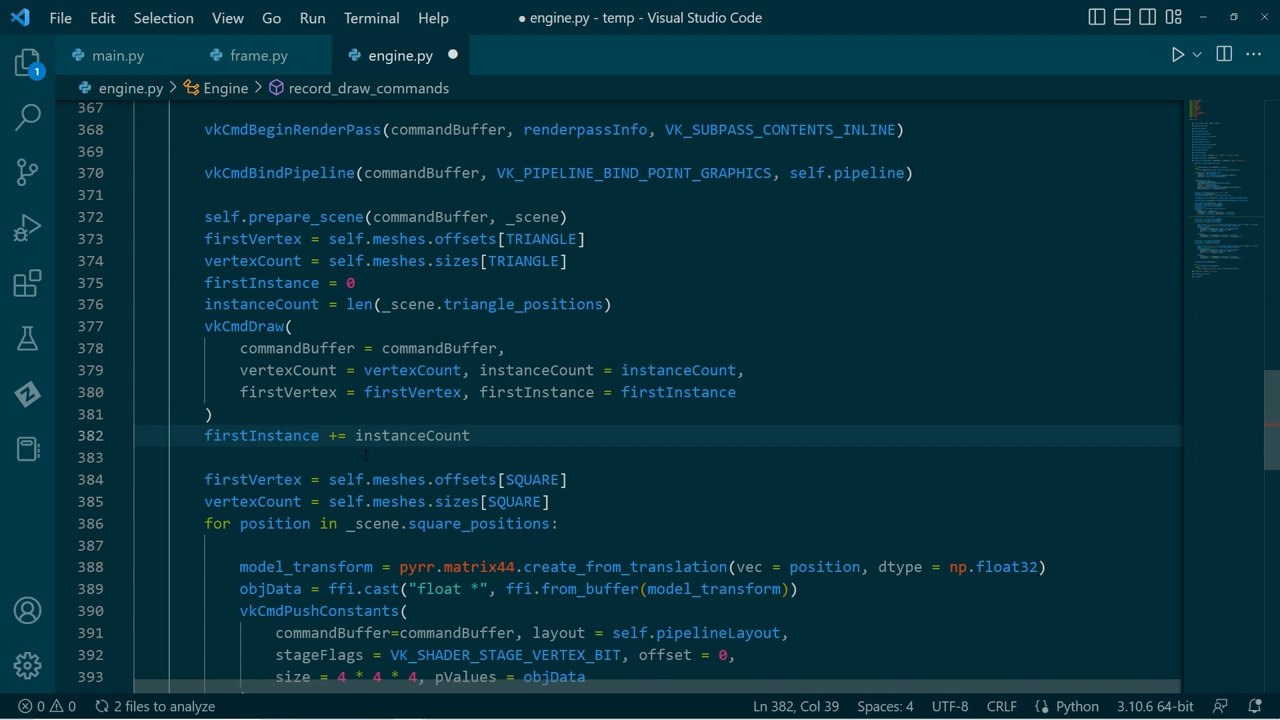 File Edit Selection View Go Run Terminal Help ● engine.py - temp - Visual Studio Code
main.py frame.py engine.py
engine.py > Engine > record_draw_commands
1
367
368 vkCmdBeginRenderPass(commandBuffer, renderpassInfo, VK_SUBPASS_CONTENTS_INLINE)
369
370 vkCmdBindPipeline(commandBuffer, VK_PIPELINE_BIND_POINT_GRAPHICS, self.pipeline)
371
372 self.prepare_scene(commandBuffer, _scene)
373 firstVertex = self.meshes.offsets[TRIANGLE]
374 vertexCount = self.meshes.sizes[TRIANGLE]
375 firstInstance = 0
376 instanceCount = len(_scene.triangle_positions)
377 vkCmdDraw(
378 commandBuffer = commandBuffer,
379 vertexCount = vertexCount, instanceCount = instanceCount,
380 firstVertex = firstVertex, firstInstance = firstInstance
381 )
382 firstInstance += instanceCount
383
384 firstVertex = self.meshes.offsets[SQUARE]
385 vertexCount = self.meshes.sizes[SQUARE]
386 for position in _scene.square_positions:
387
388 model_transform = pyrr.matrix44.create_from_translation(vec = position, dtype = np.float32)
389 objData = ffi.cast("float *", ffi.from_buffer(model_transform))
390 vkCmdPushConstants(
391 commandBuffer=commandBuffer, layout = self.pipelineLayout,
392 stageFlags = VK_SHADER_STAGE_VERTEX_BIT, offset = 0,
393 size = 4 * 4 * 4, pValues = objData
0 0 2 files to analyze Ln 382, Col 39 Spaces: 4 UTF-8 CRLF Python 3.10.6 64-bit